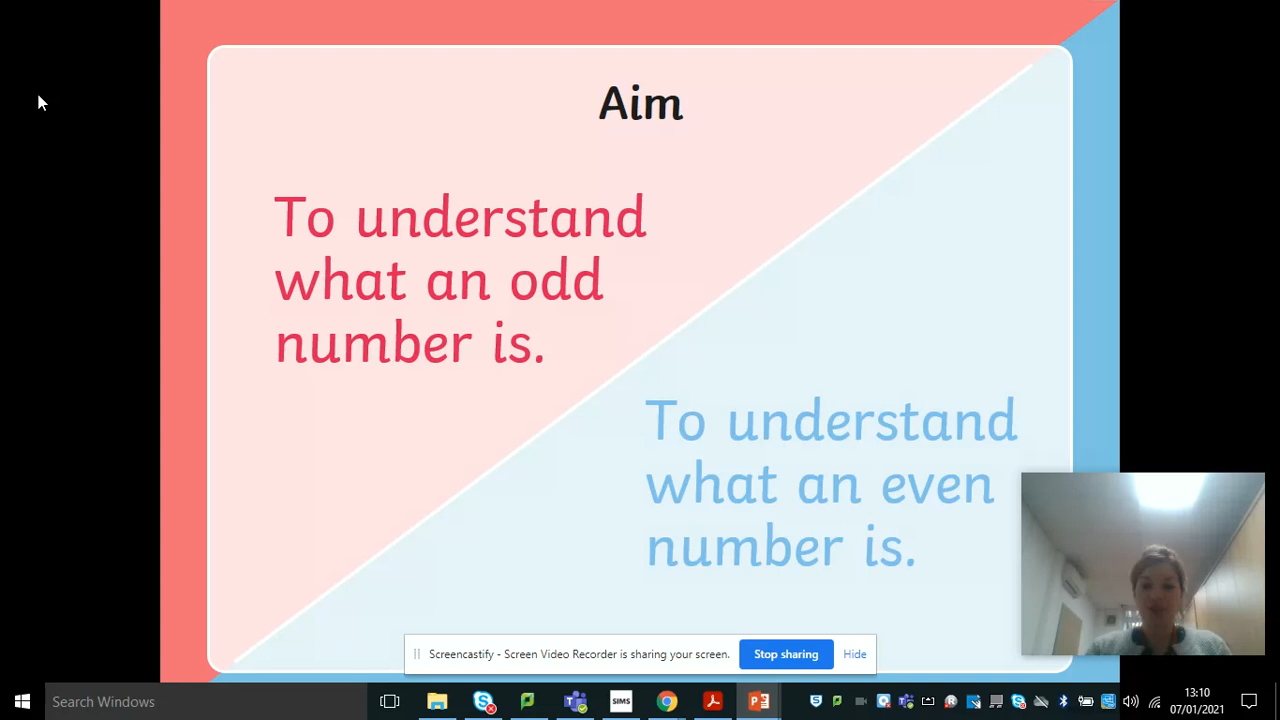 Aim
To understand
what an odd
number is.
To understand
what an even
number is.
Screencastify - Screen Video Recorder is sharing your screen.
Stop sharing
Hide
Search Windows
SIMS
13:10
07/01/2021